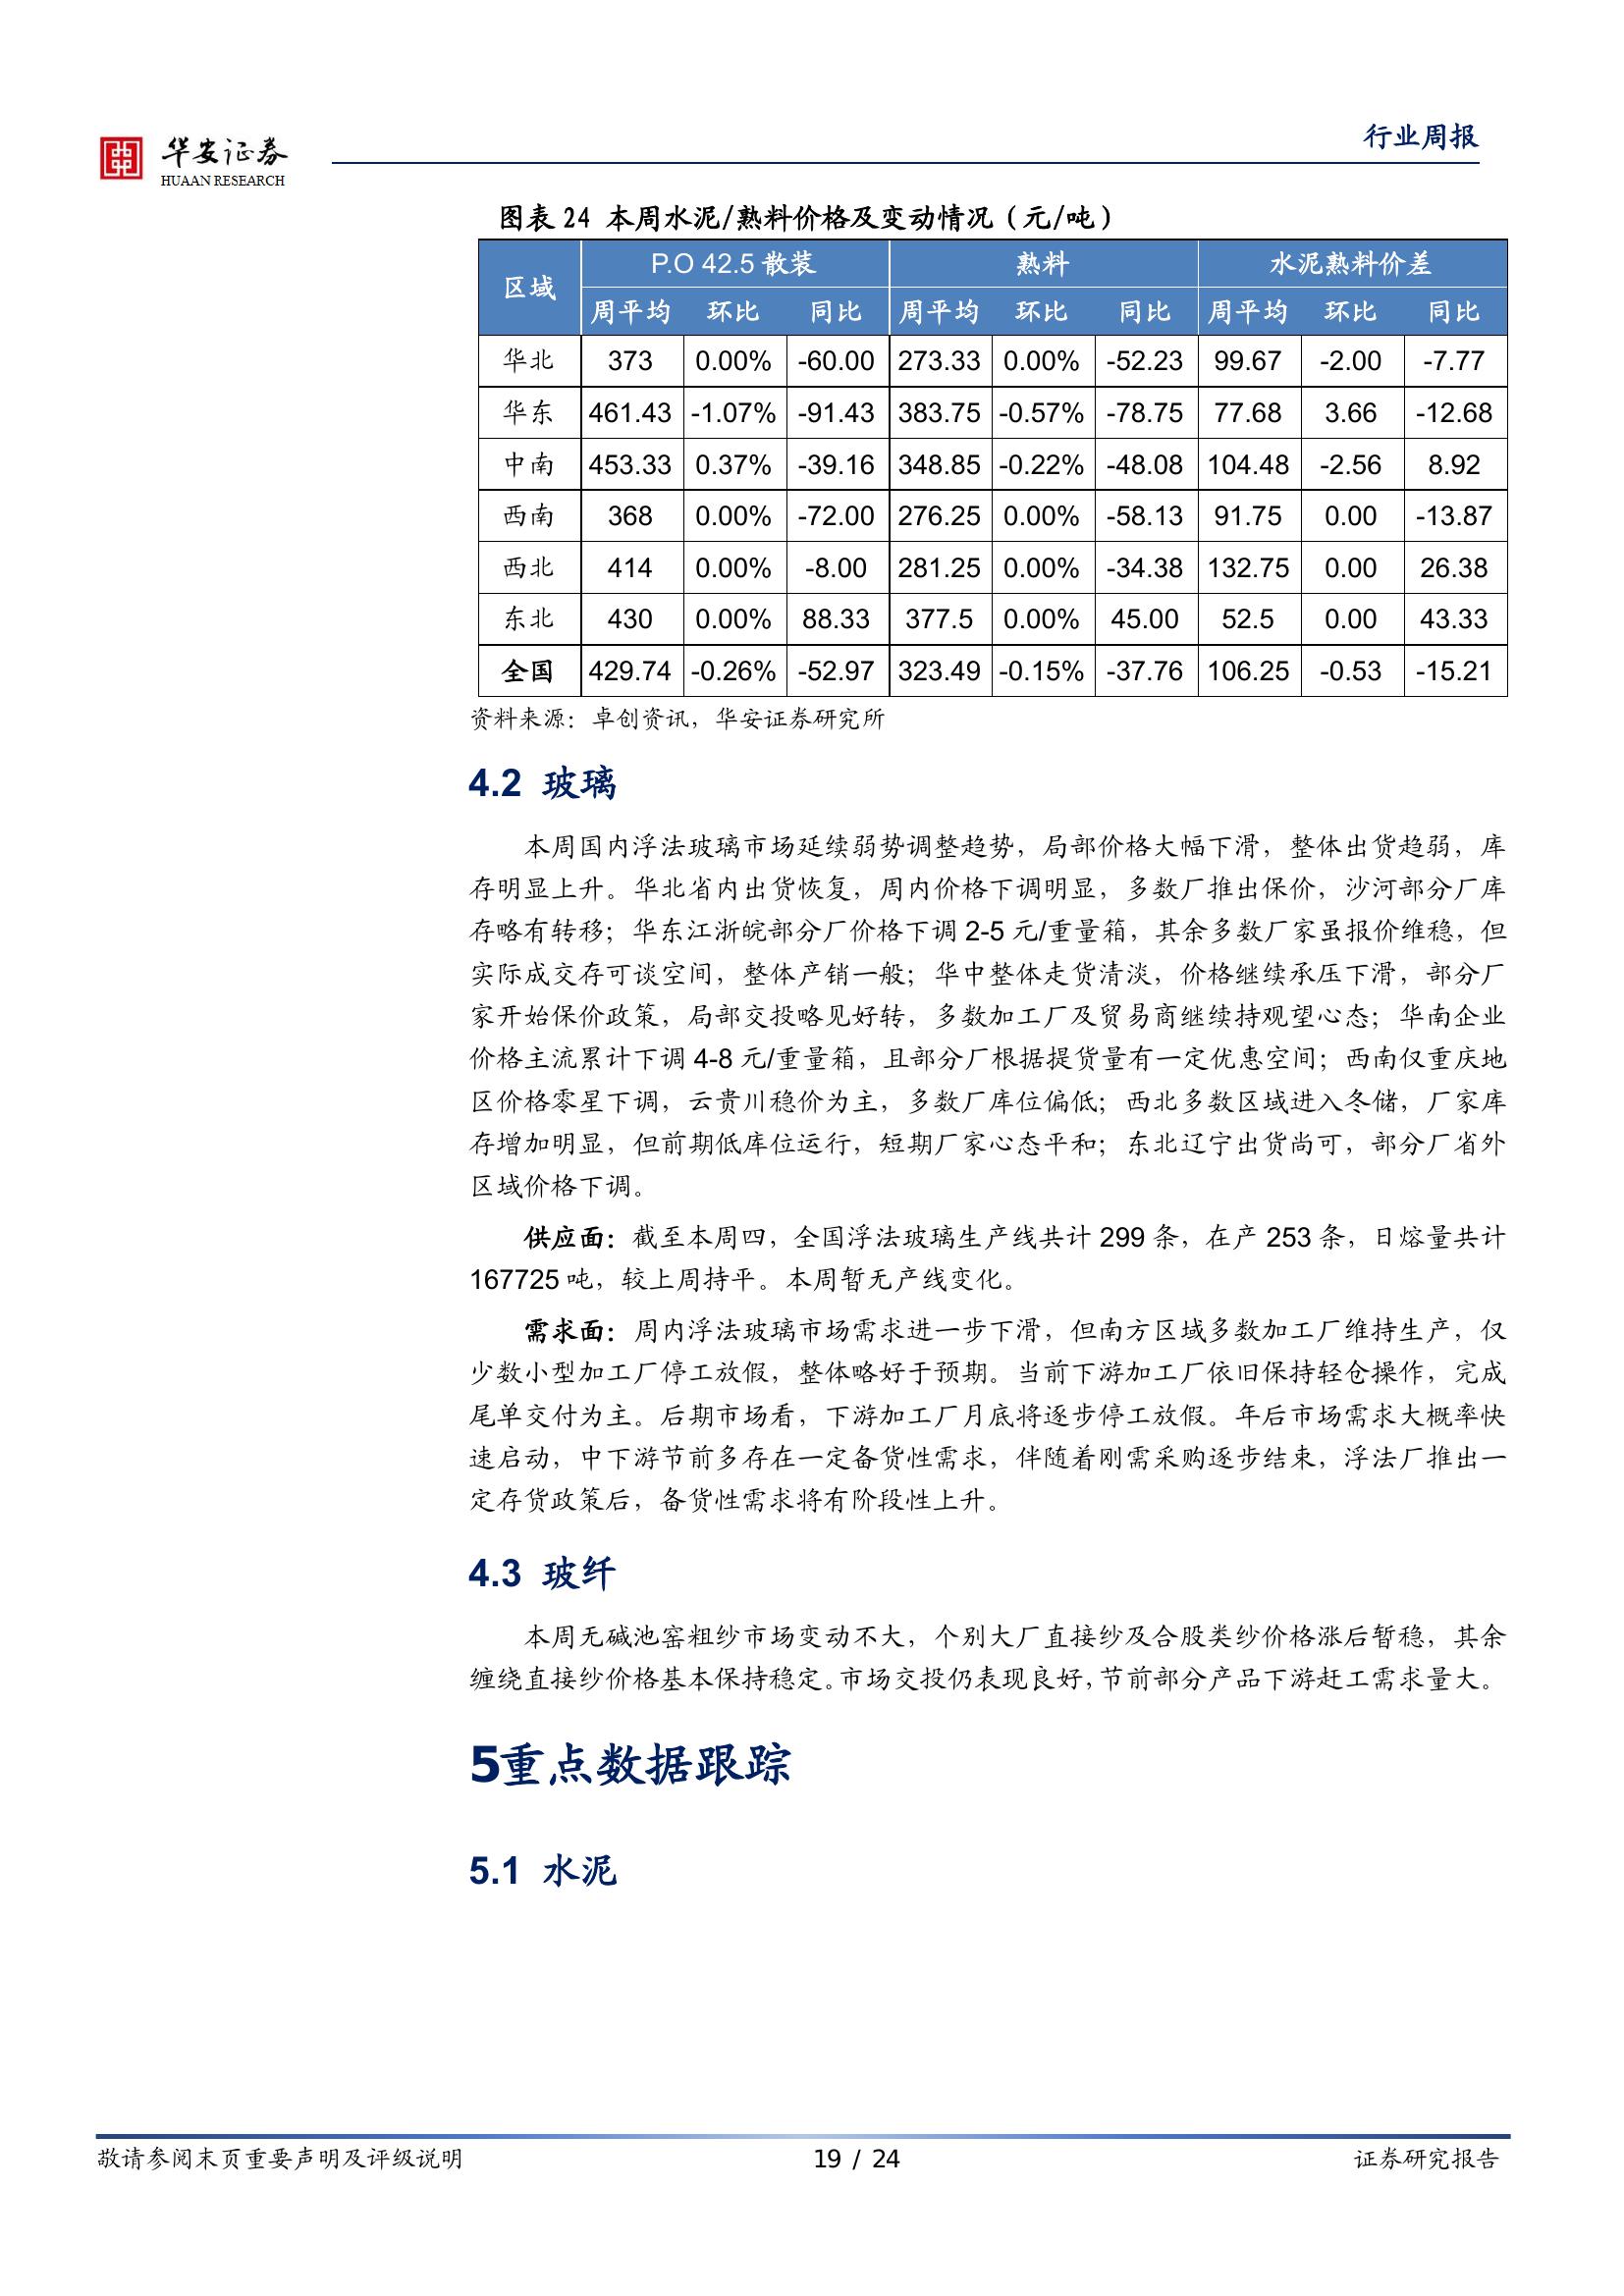 华安证券
HUAAN RESEARCH
行业周报
图表 24 本周水泥/熟料价格及变动情况（元/吨）
区域 P.O 42.5 散装 熟料 水泥熟料价差
周平均 环比 同比 周平均 环比 同比 周平均 环比 同比
华北 373 0.00% -60.00 273.33 0.00% -52.23 99.67 -2.00 -7.77
华东 461.43 -1.07% -91.43 383.75 -0.57% -78.75 77.68 3.66 -12.68
中南 453.33 0.37% -39.16 348.85 -0.22% -48.08 104.48 -2.56 8.92
西南 368 0.00% -72.00 276.25 0.00% -58.13 91.75 0.00 -13.87
西北 414 0.00% -8.00 281.25 0.00% -34.38 132.75 0.00 26.38
东北 430 0.00% 88.33 377.5 0.00% 45.00 52.5 0.00 43.33
全国 429.74 -0.26% -52.97 323.49 -0.15% -37.76 106.25 -0.53 -15.21
资料来源：卓创资讯，华安证券研究所
4.2 玻璃
本周国内浮法玻璃市场延续弱势调整趋势，局部价格大幅下滑，整体出货趋弱，库
存明显上升。华北省内出货恢复，周内价格下调明显，多数厂推出保价，沙河部分厂库
存略有转移；华东江浙皖部分厂价格下调 2-5 元/重量箱，其余多数厂家虽报价维稳，但
实际成交存可谈空间，整体产销一般；华中整体走货清淡，价格继续承压下滑，部分厂
家开始保价政策，局部交投略见好转，多数加工厂及贸易商继续持观望心态；华南企业
价格主流累计下调 4-8 元/重量箱，且部分厂根据提货量有一定优惠空间；西南仅重庆地
区价格零星下调，云贵川稳价为主，多数厂库位偏低；西北多数区域进入冬储，厂家库
存增加明显，但前期低库位运行，短期厂家心态平和；东北辽宁出货尚可，部分厂省外
区域价格下调。
供应面：截至本周四，全国浮法玻璃生产线共计 299 条，在产 253 条，日熔量共计
167725 吨，较上周持平。本周暂无产线变化。
需求面：周内浮法玻璃市场需求进一步下滑，但南方区域多数加工厂维持生产，仅
少数小型加工厂停工放假，整体略好于预期。当前下游加工厂依旧保持轻仓操作，完成
尾单交付为主。后期市场看，下游加工厂月底将逐步停工放假。年后市场需求大概率快
速启动，中下游节前多存在一定备货性需求，伴随着刚需采购逐步结束，浮法厂推出一
定存货政策后，备货性需求将有阶段性上升。
4.3 玻纤
本周无碱池窑粗纱市场变动不大，个别大厂直接纱及合股类纱价格涨后暂稳，其余
缠绕直接纱价格基本保持稳定。市场交投仍表现良好，节前部分产品下游赶工需求量大。
5重点数据跟踪
5.1 水泥
敬请参阅末页重要声明及评级说明 19 / 24 证券研究报告